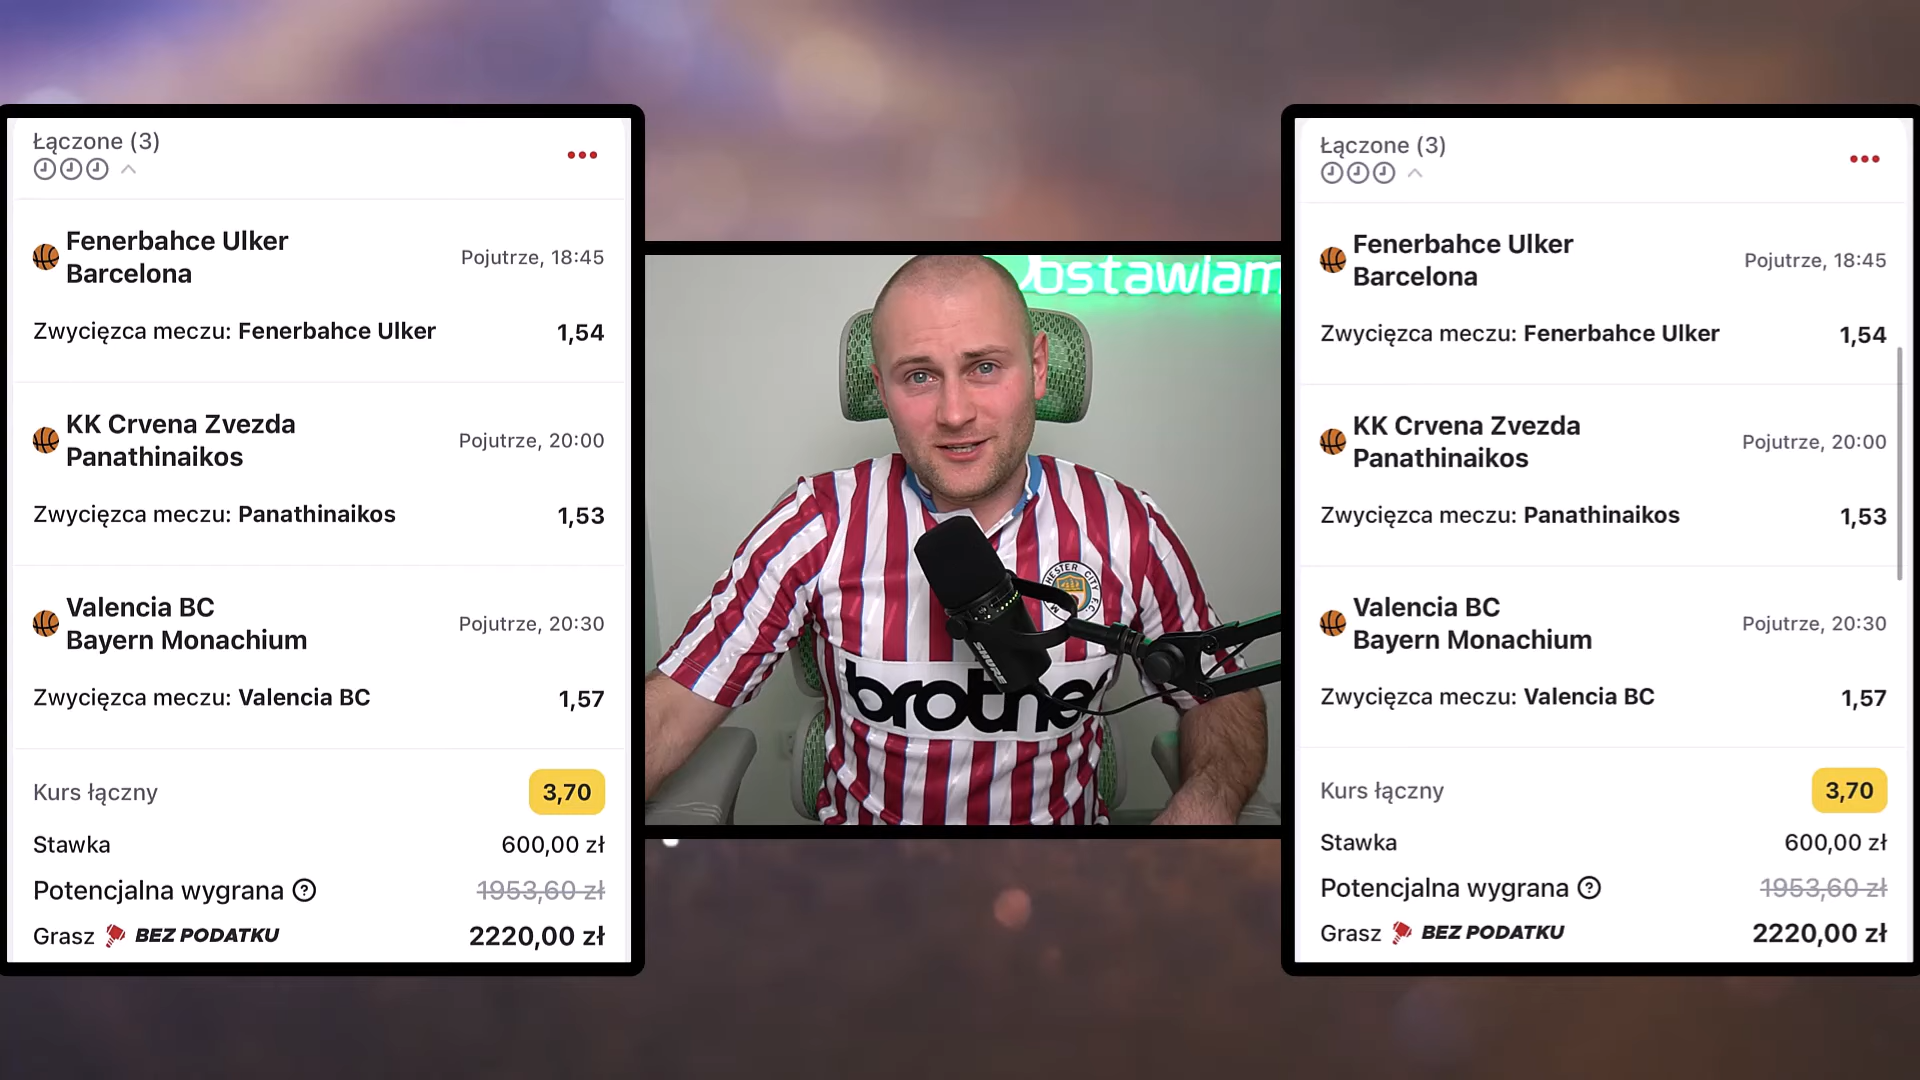 Łączone (3)
Fenerbahce Ulker
Barcelona
Pojutrze, 18:45
Zwycięzca meczu: Fenerbahce Ulker
1,54
KK Crvena Zvezda
Panathinaikos
Pojutrze, 20:00
Zwycięzca meczu: Panathinaikos
1,53
Valencia BC
Bayern Monachium
Pojutrze, 20:30
Zwycięzca meczu: Valencia BC
1,57
Kurs łączny
3,70
Stawka
600,00 zł
Potencjalna wygrana ?
1953,60 zł
Grasz BEZ PODATKU
2220,00 zł
ostawiam
CHESTER CITY F.C.
SHURE
brothe
Łączone (3)
Fenerbahce Ulker
Barcelona
Pojutrze, 18:45
Zwycięzca meczu: Fenerbahce Ulker
1,54
KK Crvena Zvezda
Panathinaikos
Pojutrze, 20:00
Zwycięzca meczu: Panathinaikos
1,53
Valencia BC
Bayern Monachium
Pojutrze, 20:30
Zwycięzca meczu: Valencia BC
1,57
Kurs łączny
3,70
Stawka
600,00 zł
Potencjalna wygrana ?
1953,60 zł
Grasz BEZ PODATKU
2220,00 zł